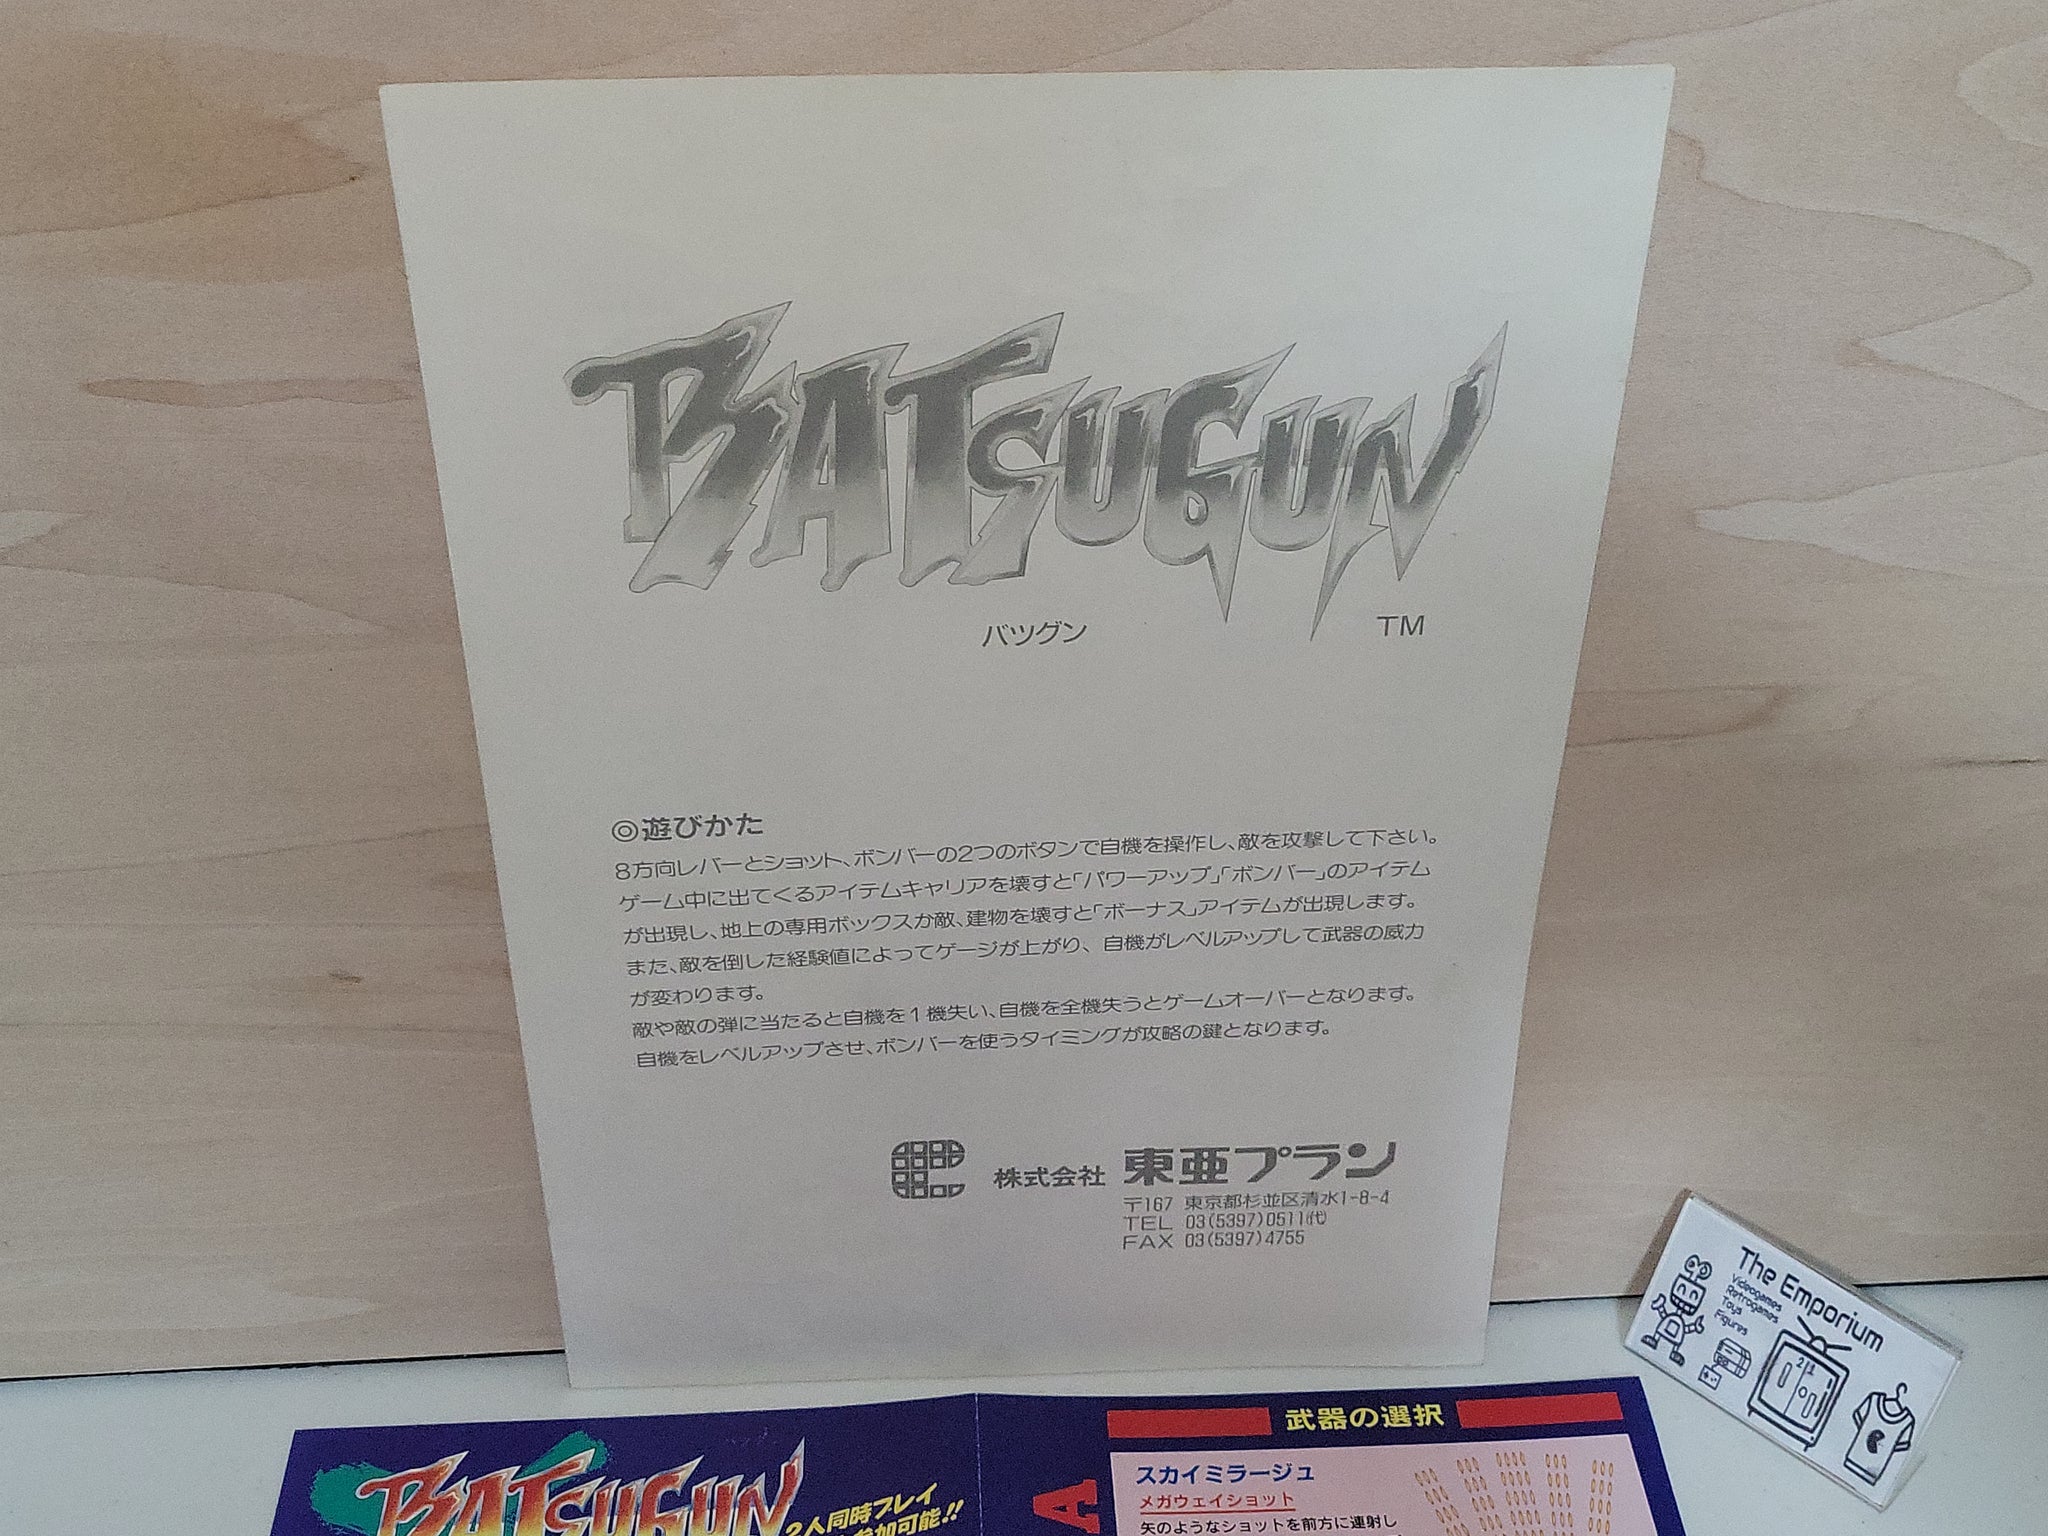 BATSUGUN
バツグン
TM
◎遊びかた
8方向レバーとショット、ボンバーの2つのボタンで自機を操作し、敵を攻撃して下さい。
ゲーム中に出てくるアイテムキャリアを壊すと「パワーアップ」「ボンバー」のアイテム
が出現し、地上の専用ボックスか敵、建物を壊すと「ボーナス」アイテムが出現します。
また、敵を倒した経験値によってゲージが上がり、自機がレベルアップして武器の威力
が変わります。
敵や敵の弾に当たると自機を1機失い、自機を全機失うとゲームオーバーとなります。
自機をレベルアップさせ、ボンバーを使うタイミングが攻略の鍵となります。
株式会社 東亜プラン
〒167 東京都杉並区清水1-8-4
TEL 03(5397)0511(代)
FAX 03(5397)4755
The Emporium
Videogames
Retrogames
Toys
Figures
BATSUGUN
2人同時プレイ
参加可能!!
武器の選択
A
スカイミラージュ
メガウェイショット
矢のようなショットを前方に連射し